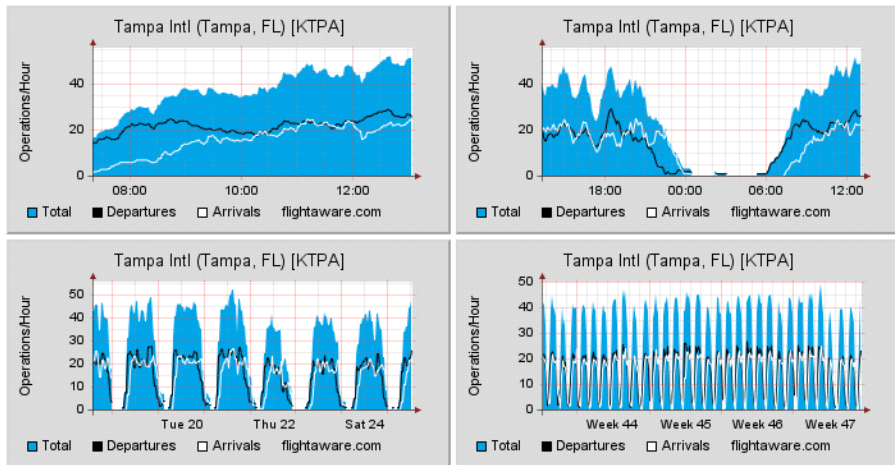 Tampa Intl (Tampa, FL) [KTPA]
Operations/Hour
40
20
0
08:00 10:00 12:00
Total Departures Arrivals flightaware.com
Tampa Intl (Tampa, FL) [KTPA]
Operations/Hour
40
20
0
18:00 00:00 06:00 12:00
Total Departures Arrivals flightaware.com
Tampa Intl (Tampa, FL) [KTPA]
Operations/Hour
50
40
30
20
10
0
Tue 20 Thu 22 Sat 24
Total Departures Arrivals flightaware.com
Tampa Intl (Tampa, FL) [KTPA]
Operations/Hour
50
40
30
20
10
0
Week 44 Week 45 Week 46 Week 47
Total Departures Arrivals flightaware.com